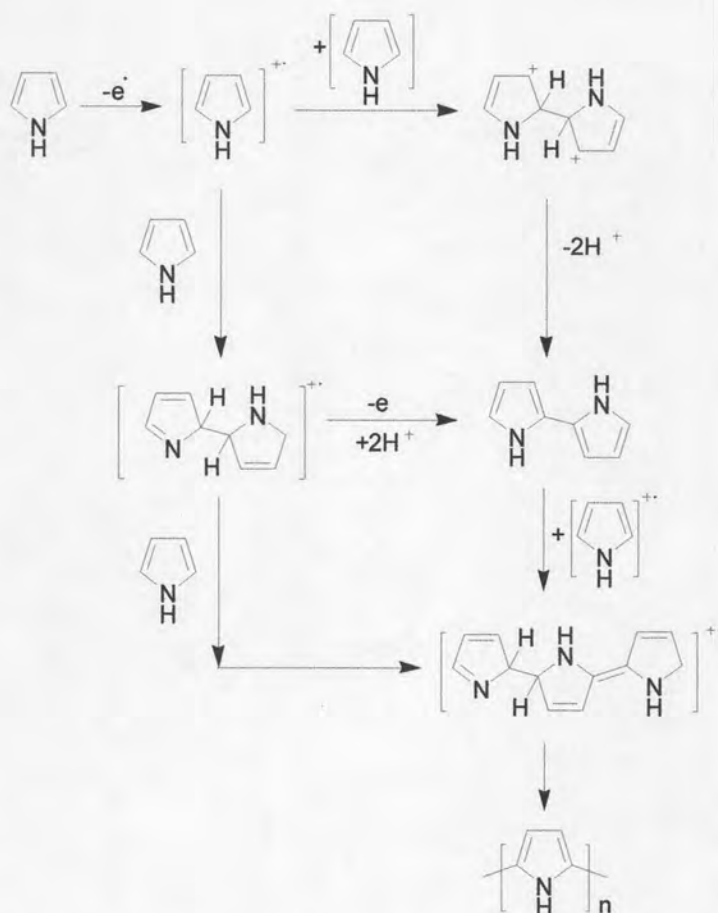 -e• +• + N H
N H N H H N H H N H + +
N H -2H +
H N N H +• -e +2H + H N N H
N H + N H +•
H N H H N N H +
N H n